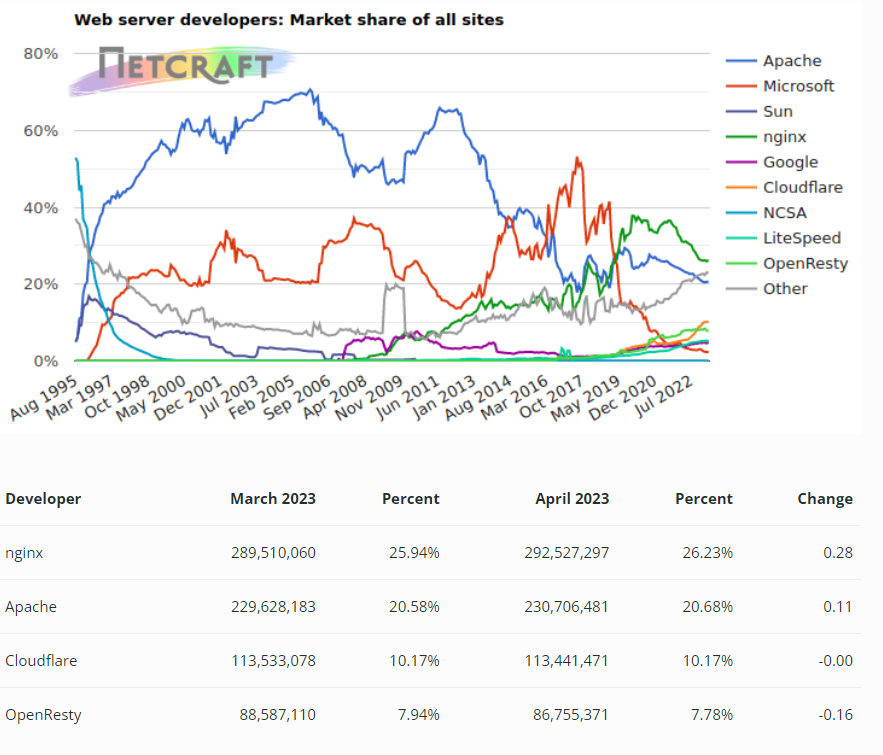 Web server developers: Market share of all sites
NETCRAFT
80%
60%
40%
20%
0%
Aug 1995
Mar 1997
Oct 1998
May 2000
Dec 2001
Jul 2003
Feb 2005
Sep 2006
Apr 2008
Nov 2009
Jun 2011
Jan 2013
Aug 2014
Mar 2016
Oct 2017
May 2019
Dec 2020
Jul 2022
Apache
Microsoft
Sun
nginx
Google
Cloudflare
NCSA
LiteSpeed
OpenResty
Other
Developer March 2023 Percent April 2023 Percent Change
nginx 289,510,060 25.94% 292,527,297 26.23% 0.28
Apache 229,628,183 20.58% 230,706,481 20.68% 0.11
Cloudflare 113,533,078 10.17% 113,441,471 10.17% -0.00
OpenResty 88,587,110 7.94% 86,755,371 7.78% -0.16